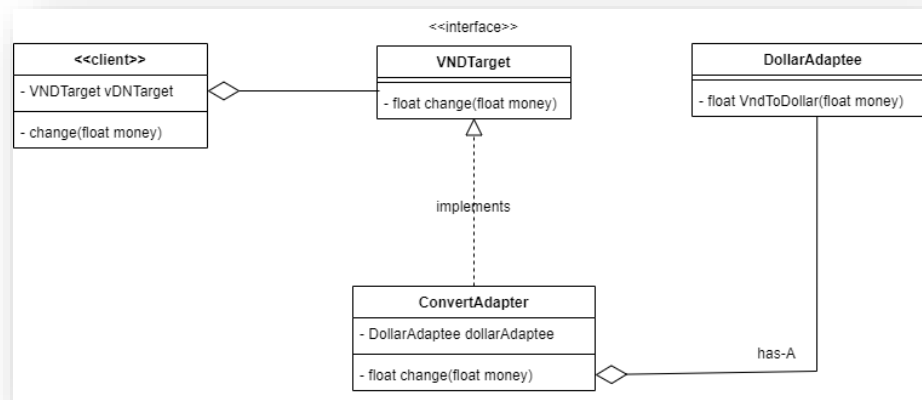 <<client>>
- VNDTarget vDNTarget
- change(float money)
<<interface>>
VNDTarget
- float change(float money)
DollarAdaptee
- float VndToDollar(float money)
implements
ConvertAdapter
- DollarAdaptee dollarAdaptee
- float change(float money)
has-A